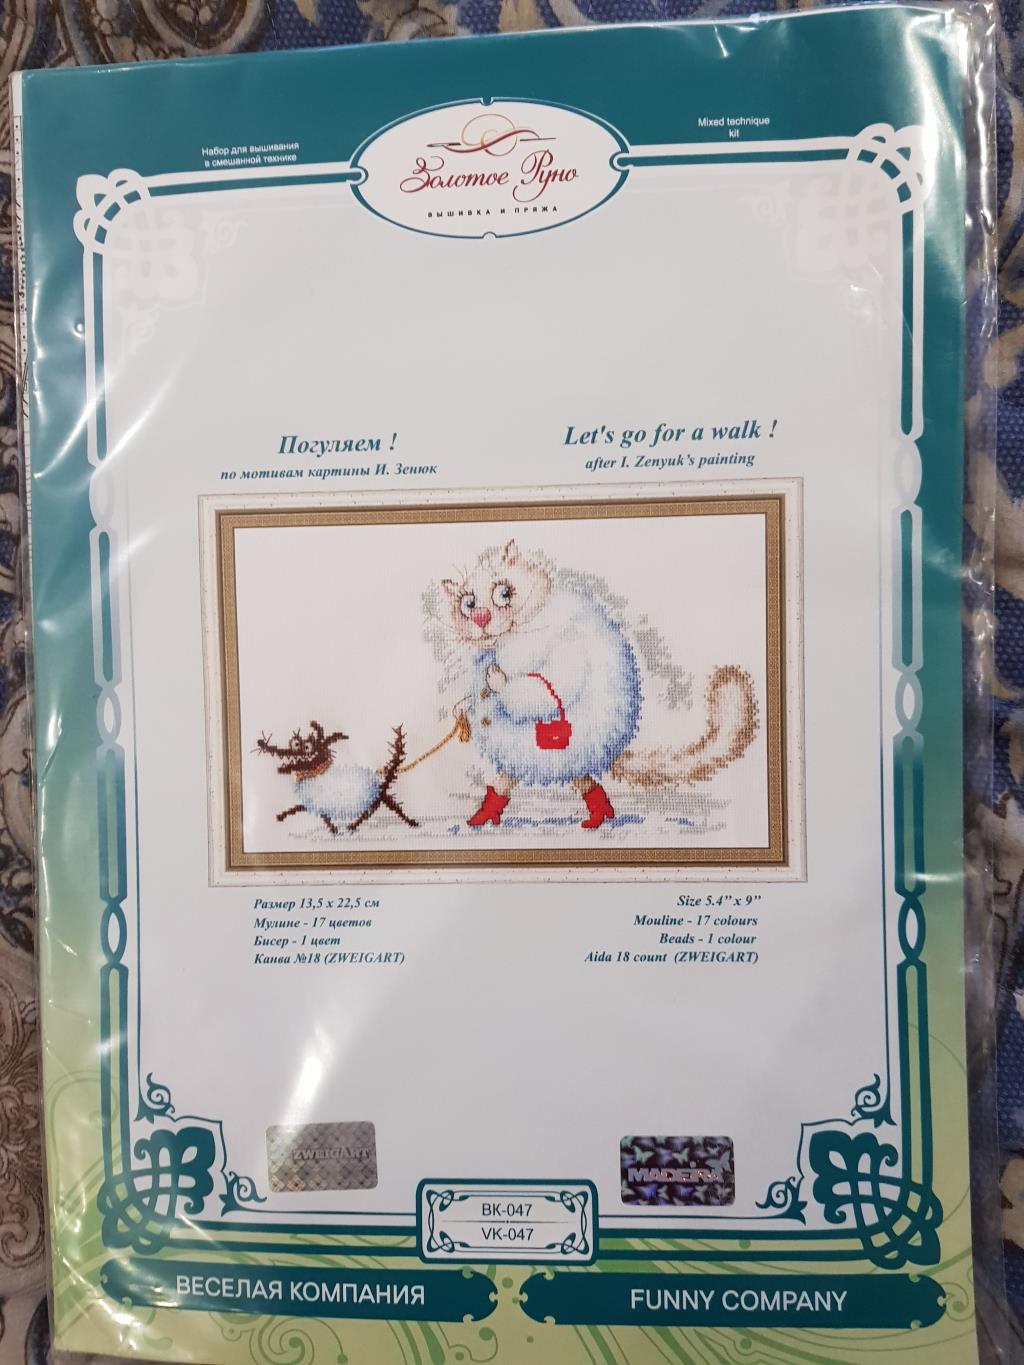 Набор для вышивания
в смешанной технике
Mixed technique
kit
Золотое Руно
ВЫШИВКА И ПРЯЖА
Погуляем !
по мотивам картины И. Зенюк
Let's go for a walk !
after I. Zenyuk's painting
Размер 13,5 x 22,5 см
Мулине - 17 цветов
Бисер - 1 цвет
Канва №18 (ZWEIGART)
Size 5.4’’ x 9’’
Mouline - 17 colours
Beads - 1 colour
Aida 18 count (ZWEIGART)
ZWEIGART
MADEIRA
ВК-047
VK-047
ВЕСЕЛАЯ КОМПАНИЯ
FUNNY COMPANY